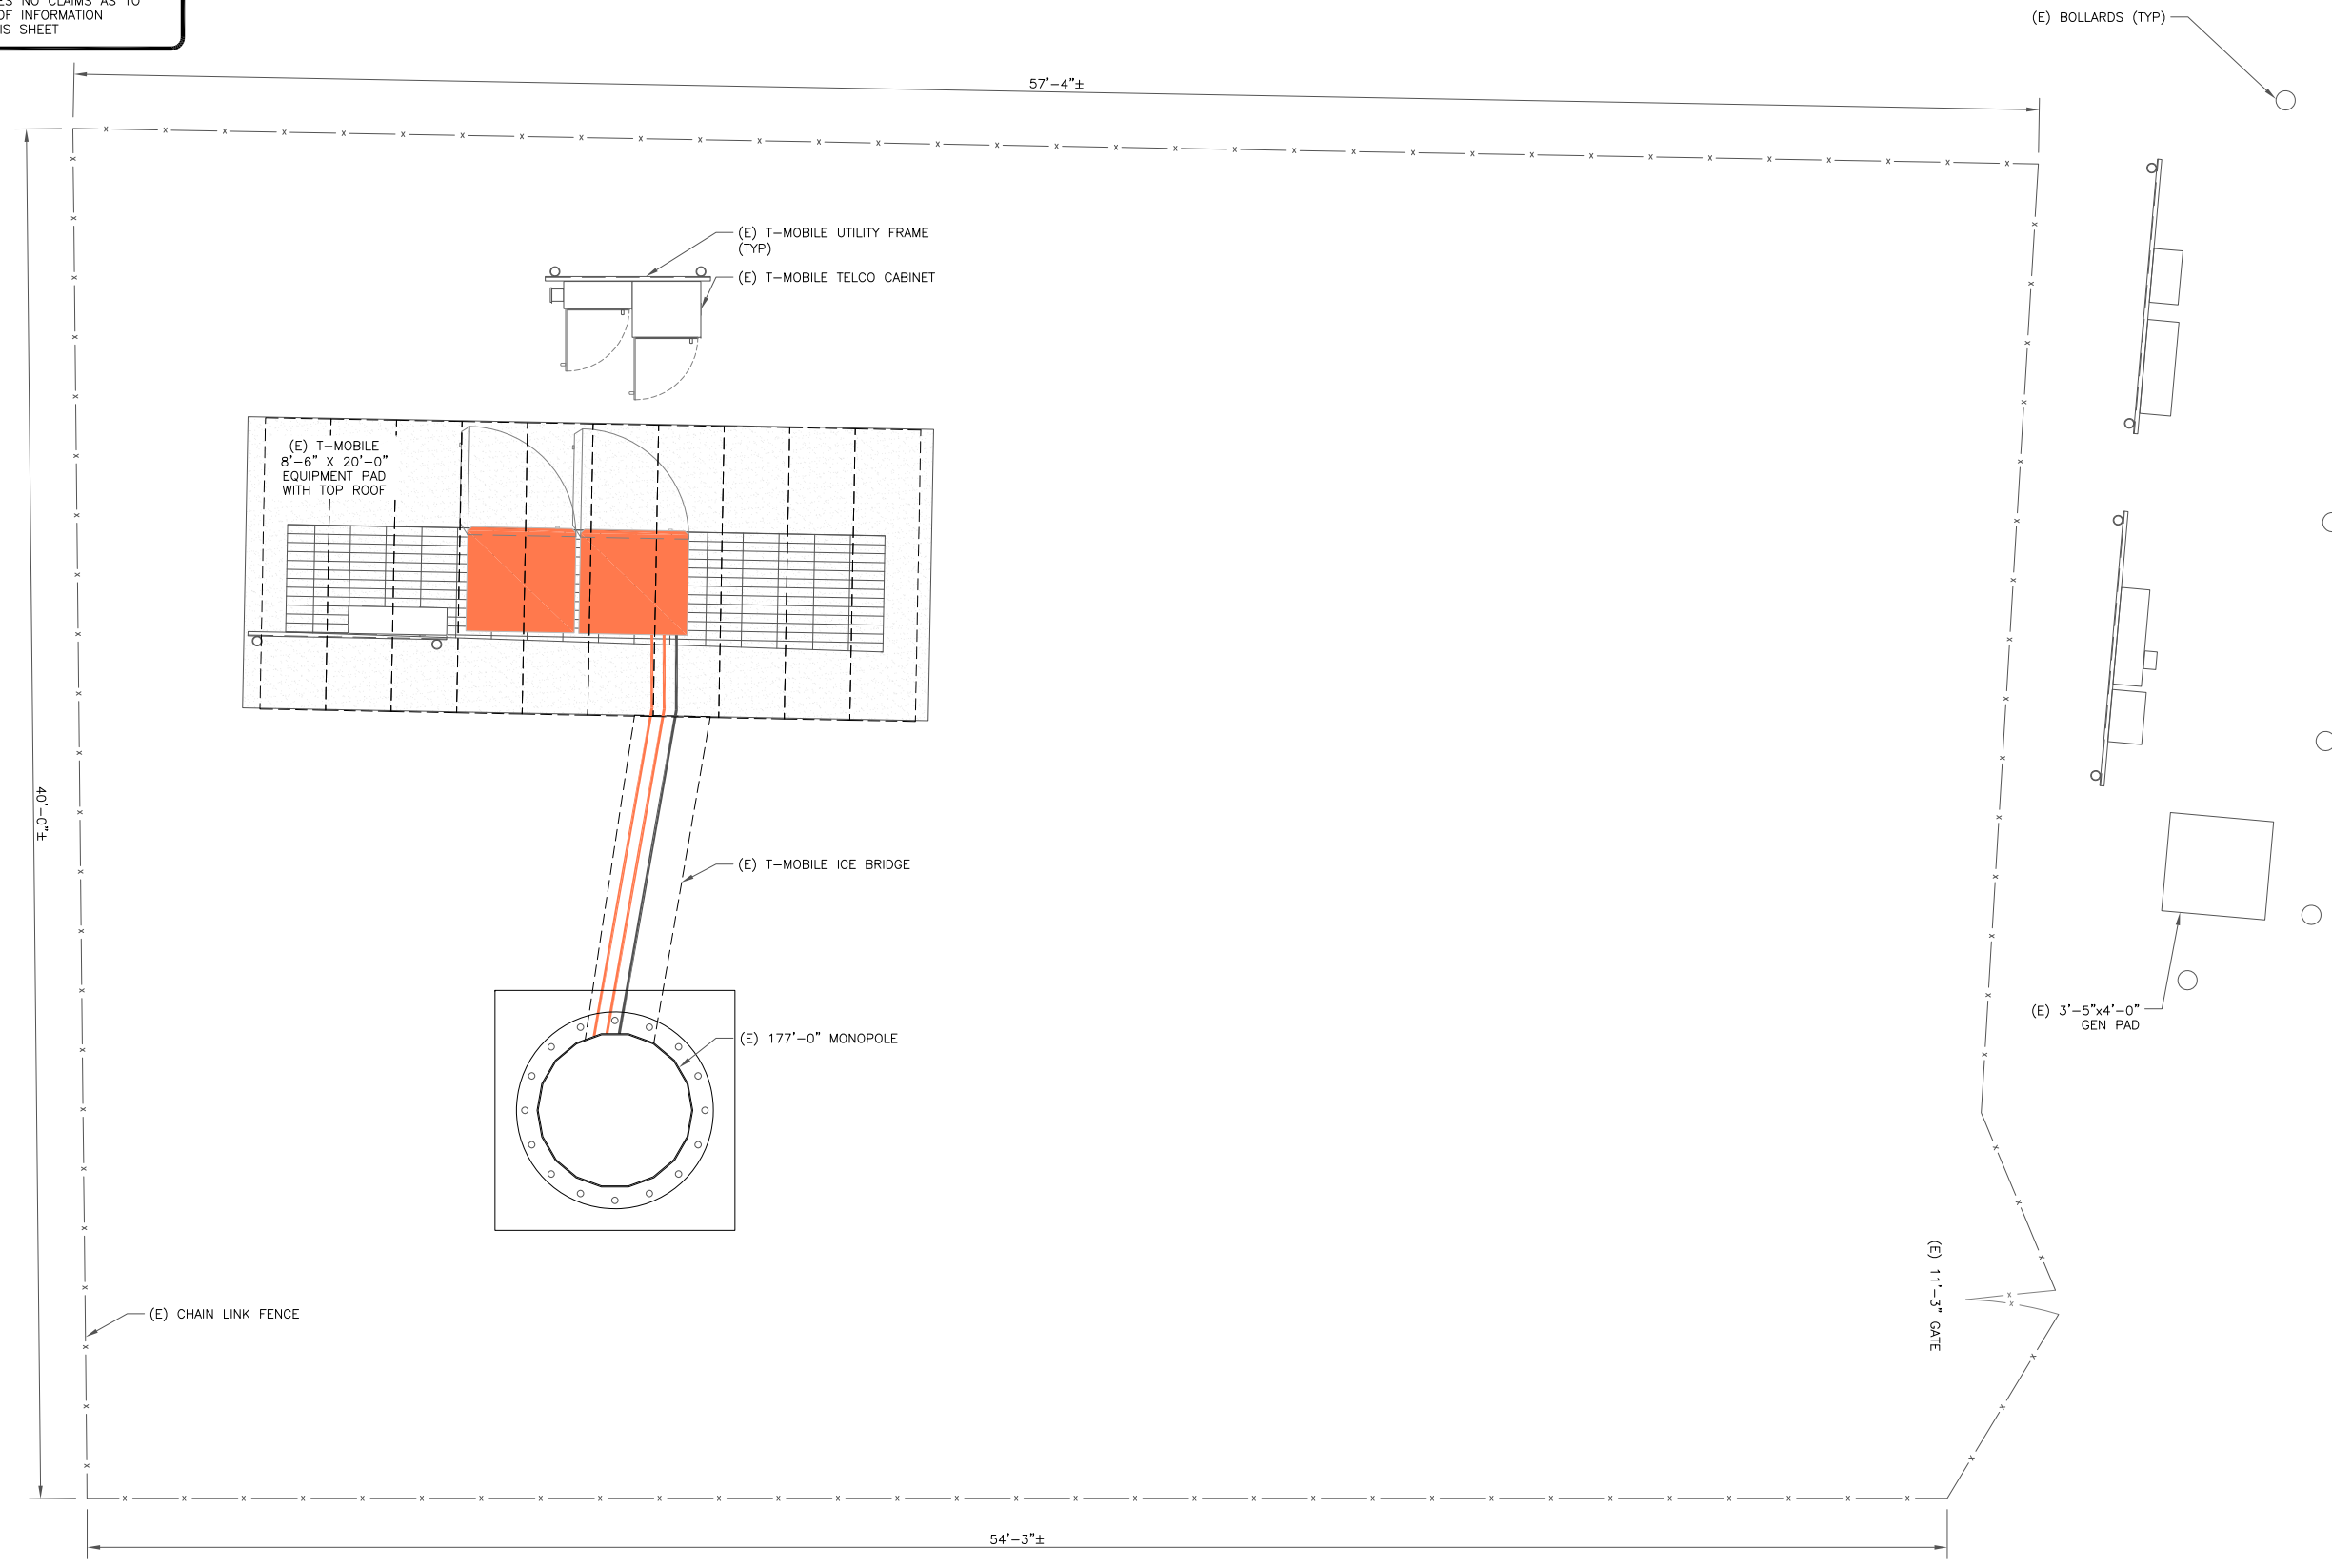 NO CLAIMS AS TO
OF INFORMATION
IS SHEET
(E) BOLLARDS (TYP)
57'-4"±
(E) T-MOBILE UTILITY FRAME
(TYP)
(E) T-MOBILE TELCO CABINET
(E) T-MOBILE
8'-6" X 20'-0"
EQUIPMENT PAD
WITH TOP ROOF
40'-0"±
(E) T-MOBILE ICE BRIDGE
(E) 3'-5"x4'-0"
GEN PAD
(E) 177'-0" MONOPOLE
(E) 11'-3" GATE
(E) CHAIN LINK FENCE
54'-3"±